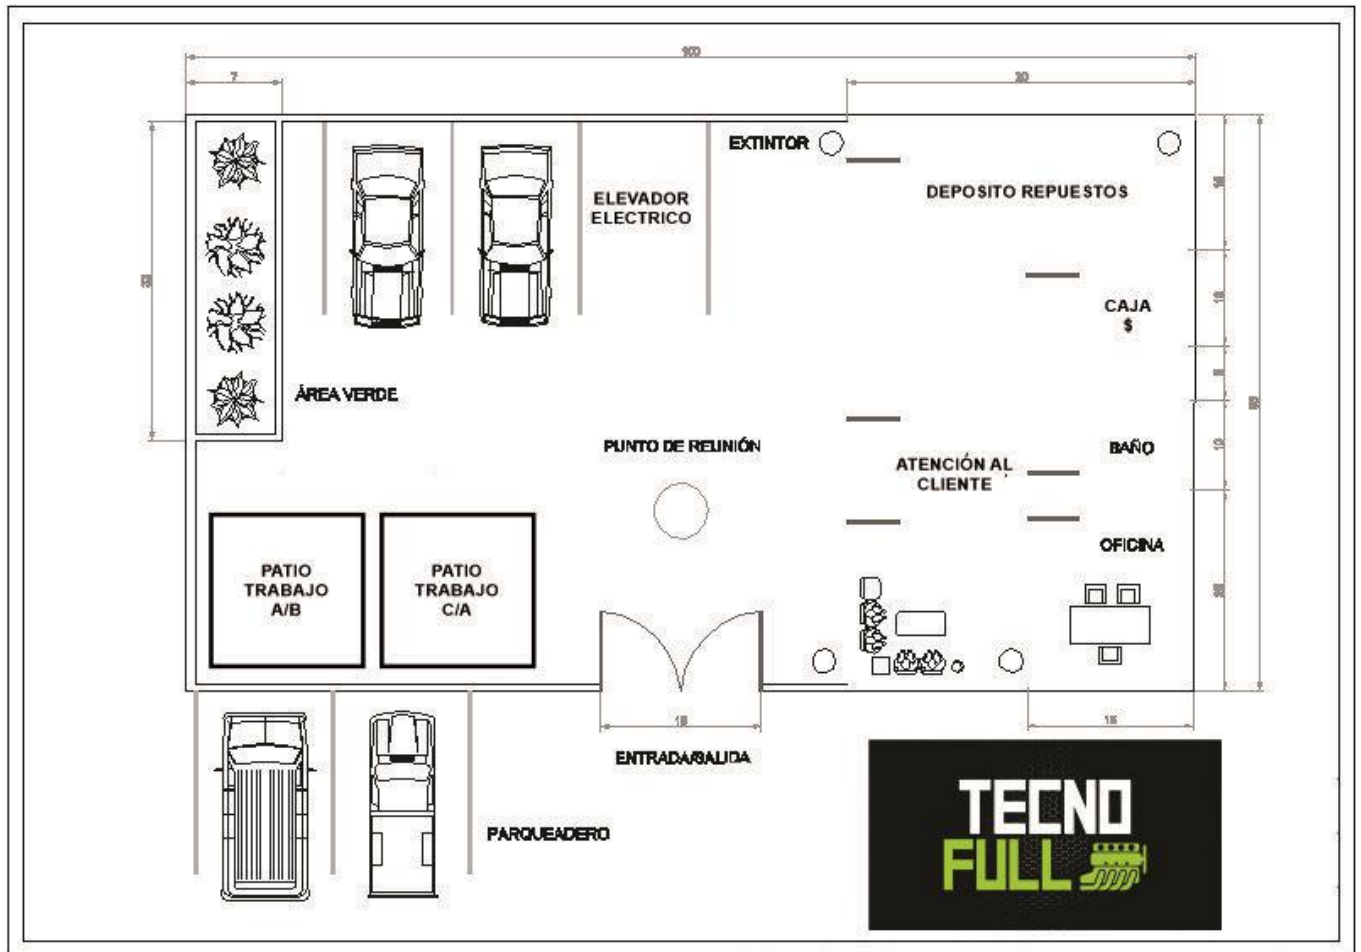 100
7
30
EXTINTOR
DEPOSITO REPUESTOS
ELEVADOR
ELECTRICO
CAJA
$
ÁREA VERDE
PUNTO DE REUNIÓN
BAÑO
10
ATENCIÓN AL
CLIENTE
OFICINA
PATIO
TRABAJO
A/B
PATIO
TRABAJO
C/A
15
ENTRADA/SALIDA
PARQUEADERO
TECNO
FULL